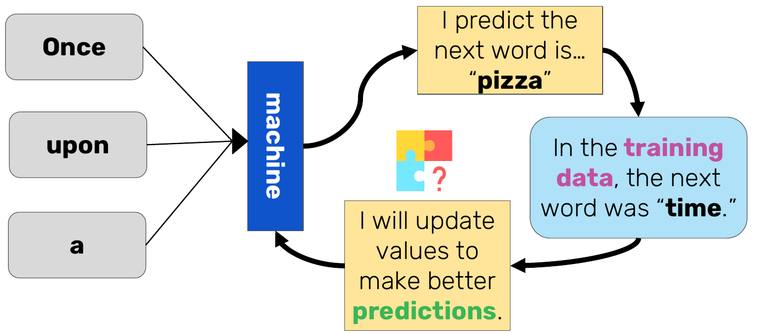 Once
upon
a
machine
I predict the
next word is...
“pizza”
In the training
data, the next
word was “time.”
?
I will update
values to
make better
predictions.